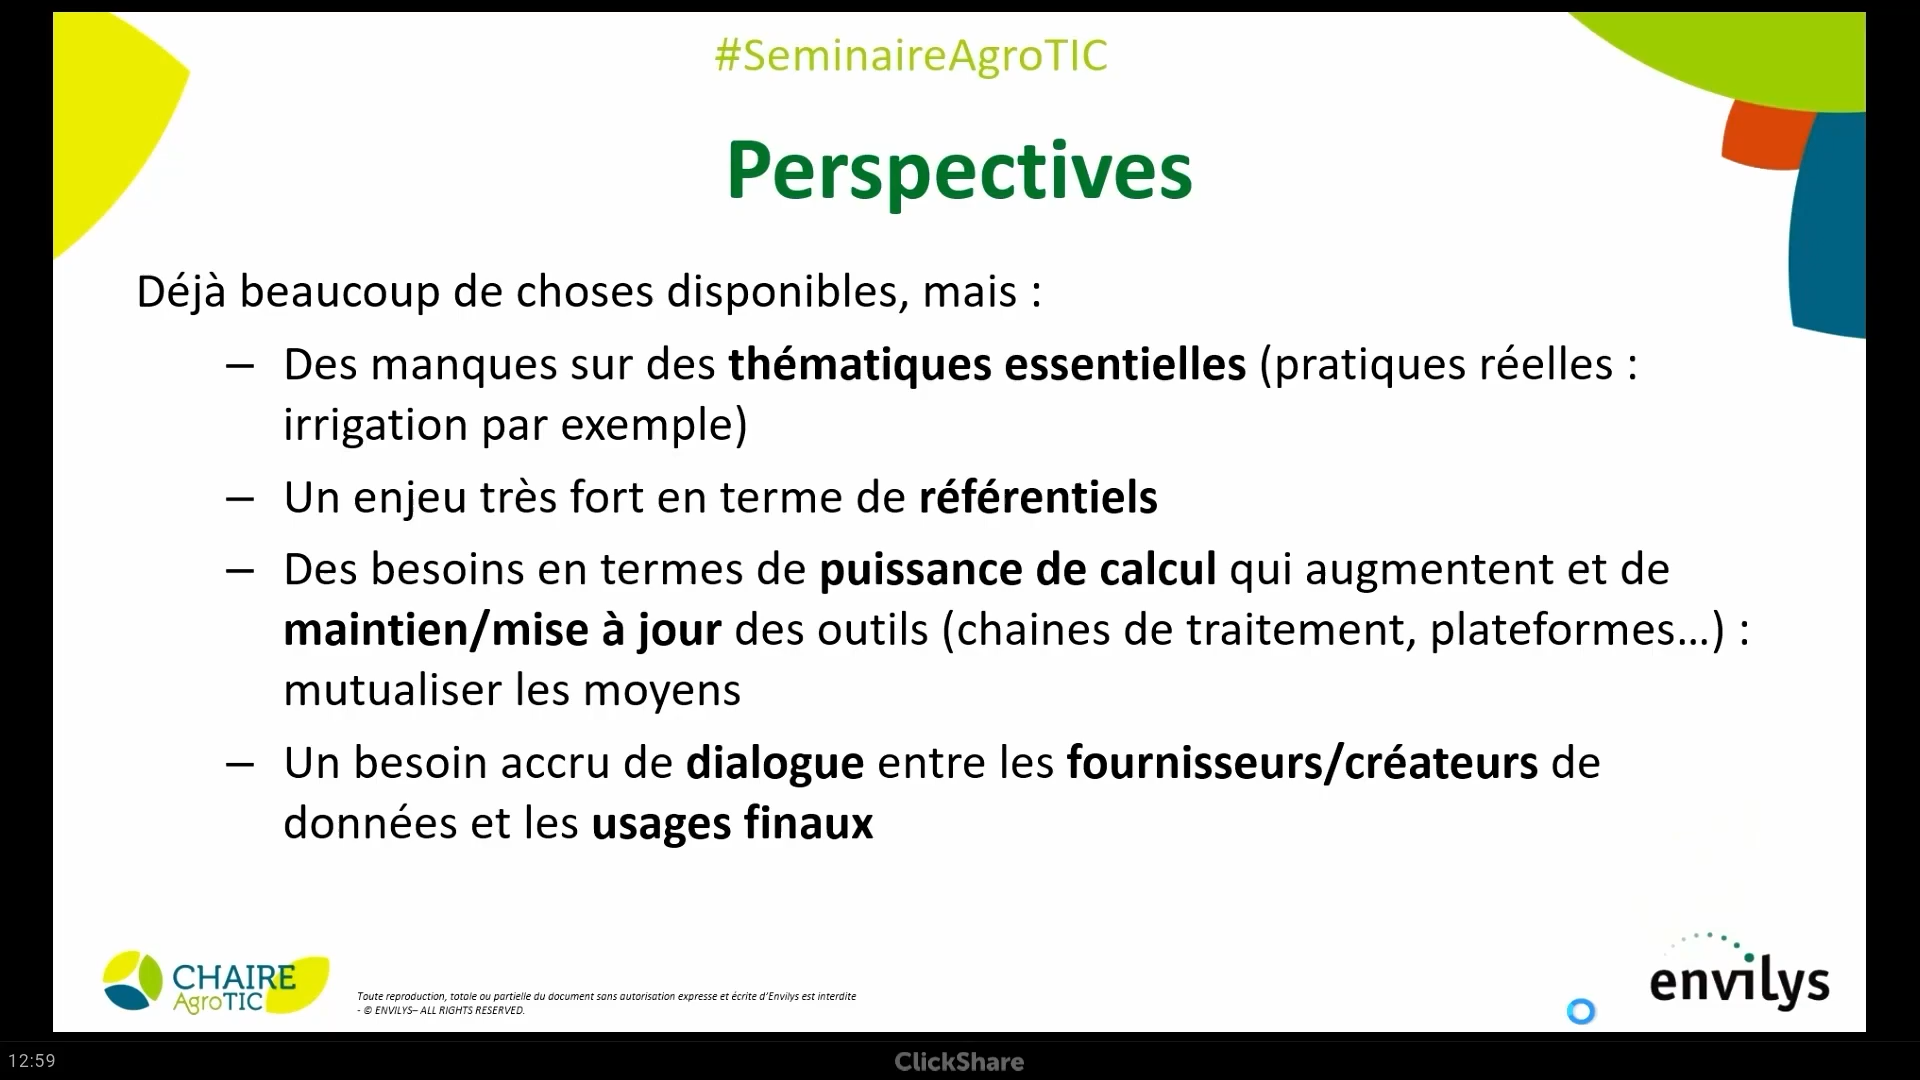 #SeminaireAgroTIC
Perspectives
Déjà beaucoup de choses disponibles, mais :
– Des manques sur des thématiques essentielles (pratiques réelles :
irrigation par exemple)
– Un enjeu très fort en terme de référentiels
– Des besoins en termes de puissance de calcul qui augmentent et de
maintien/mise à jour des outils (chaines de traitement, plateformes…) :
mutualiser les moyens
– Un besoin accru de dialogue entre les fournisseurs/créateurs de
données et les usages finaux
CHAIRE
AgroTIC
Toute reproduction, totale ou partielle du document sans autorisation expresse et écrite d’Envilys est interdite
- © ENVILYS– ALL RIGHTS RESERVED.
envilys
12:59
ClickShare